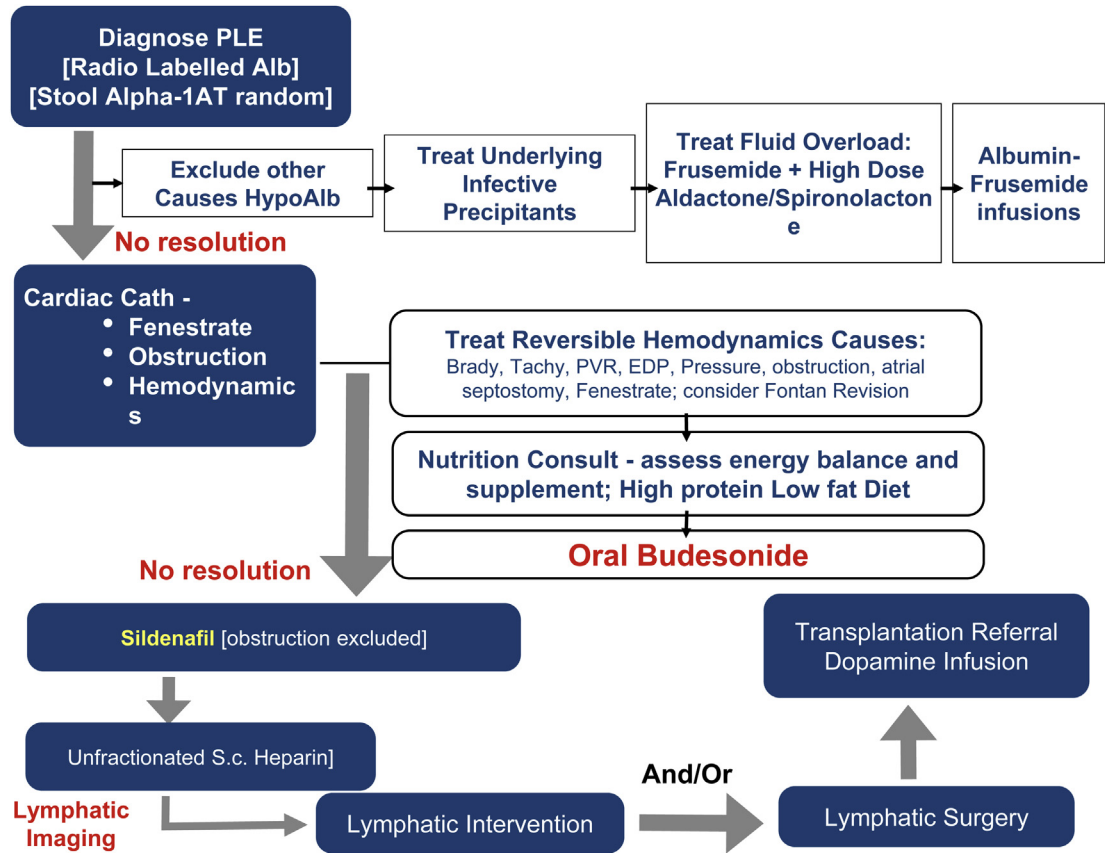 Diagnose PLE
[Radio Labelled Alb]
[Stool Alpha-1AT random]
Exclude other
Causes HypoAlb
Treat Underlying
Infective
Precipitants
Treat Fluid Overload:
Frusemide + High Dose
Aldactone/Spironolacton
e
Albumin-
Frusemide
infusions
No resolution
Cardiac Cath -
• Fenestrate
• Obstruction
• Hemodynamic
s
Treat Reversible Hemodynamics Causes:
Brady, Tachy, PVR, EDP, Pressure, obstruction, atrial
septostomy, Fenestrate; consider Fontan Revision
Nutrition Consult - assess energy balance and
supplement; High protein Low fat Diet
Oral Budesonide
No resolution
Sildenafil [obstruction excluded]
Unfractionated S.c. Heparin]
Lymphatic
Imaging
Lymphatic Intervention
And/Or
Lymphatic Surgery
Transplantation Referral
Dopamine Infusion